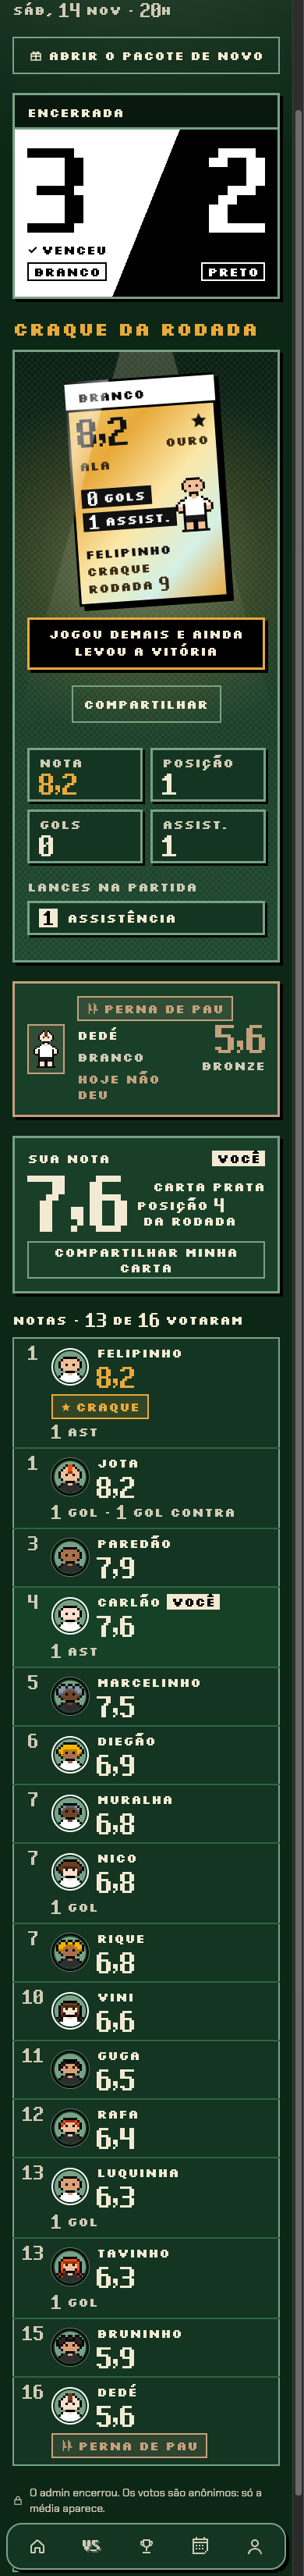 SÁB, 14 NOV · 20H
ABRIR O PACOTE DE NOVO
ENCERRADA
3 2
✓ VENCEU
BRANCO PRETO
CRAQUE DA RODADA
BRANCO
8,2 ★
OURO
ALA
0 GOLS
1 ASSIST.
FELIPINHO
CRAQUE
RODADA 9
JOGOU DEMAIS E AINDA
LEVOU A VITÓRIA
COMPARTILHAR
NOTA POSIÇÃO
8,2 1
GOLS ASSIST.
0 1
LANCES NA PARTIDA
1 ASSISTÊNCIA
PERNA DE PAU
DEDÉ 5,6
BRANCO BRONZE
HOJE NÃO
DEU
SUA NOTA VOCÊ
7,6 CARTA PRATA
POSIÇÃO 4
DA RODADA
COMPARTILHAR MINHA
CARTA
NOTAS · 13 DE 16 VOTARAM
1 FELIPINHO
8,2
★ CRAQUE
1 AST
1 JOTA
8,2
1 GOL · 1 GOL CONTRA
3 PAREDÃO
7,9
4 CARLÃO VOCÊ
7,6
1 AST
5 MARCELINHO
7,5
6 DIEGÃO
6,9
7 MURALHA
6,8
7 NICO
6,8
1 GOL
7 RIQUE
6,8
10 VINI
6,6
11 GUGA
6,5
12 RAFA
6,4
13 LUQUINHA
6,3
1 GOL
13 TAVINHO
6,3
1 GOL
15 BRUNINHO
5,9
16 DEDÉ
5,6
PERNA DE PAU
O admin encerrou. Os votos são anônimos: só a
média aparece.
VS